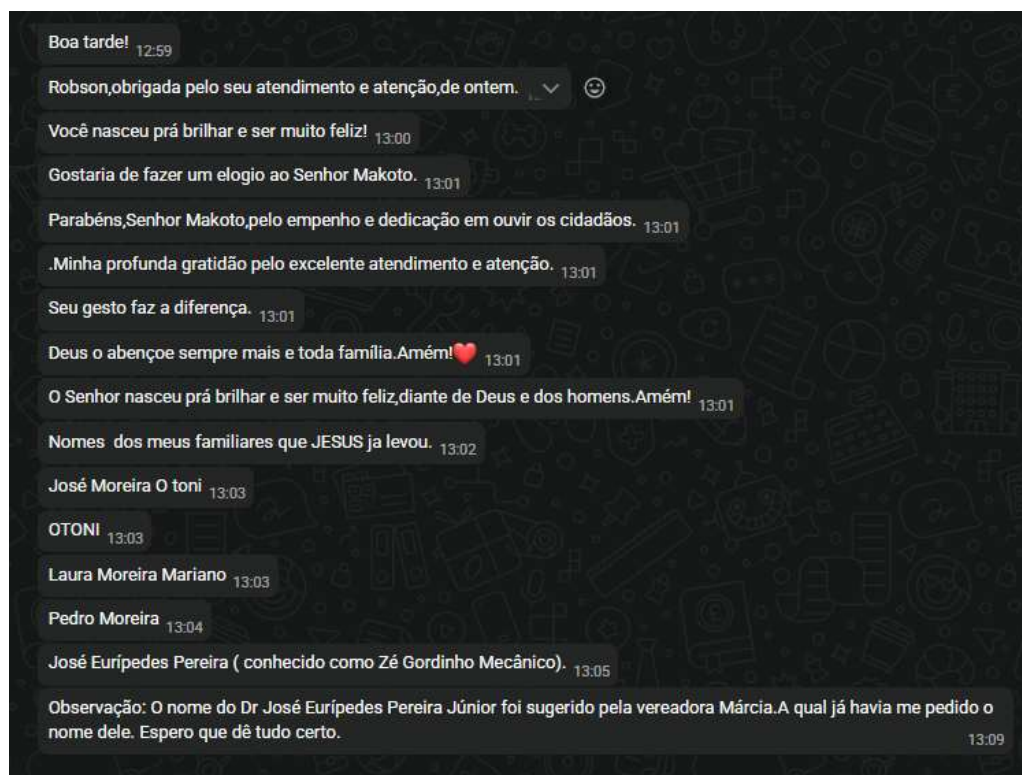 Boa tarde! 12:59
Robson,obrigada pelo seu atendimento e atenção,de ontem.
Você nasceu prá brilhar e ser muito feliz! 13:00
Gostaria de fazer um elogio ao Senhor Makoto. 13:01
Parabéns,Senhor Makoto,pelo empenho e dedicação em ouvir os cidadãos. 13:01
.Minha profunda gratidão pelo excelente atendimento e atenção. 13:01
Seu gesto faz a diferença. 13:01
Deus o abençoe sempre mais e toda família.Amém!❤️ 13:01
O Senhor nasceu prá brilhar e ser muito feliz,diante de Deus e dos homens.Amém! 13:01
Nomes  dos meus familiares que JESUS ja levou. 13:02
José Moreira O toni 13:03
OTONI 13:03
Laura Moreira Mariano 13:03
Pedro Moreira 13:04
José Eurípedes Pereira ( conhecido como Zé Gordinho Mecânico). 13:05
Observação: O nome do Dr José Eurípedes Pereira Júnior foi sugerido pela vereadora Márcia.A qual já havia me pedido o
nome dele. Espero que dê tudo certo. 13:09